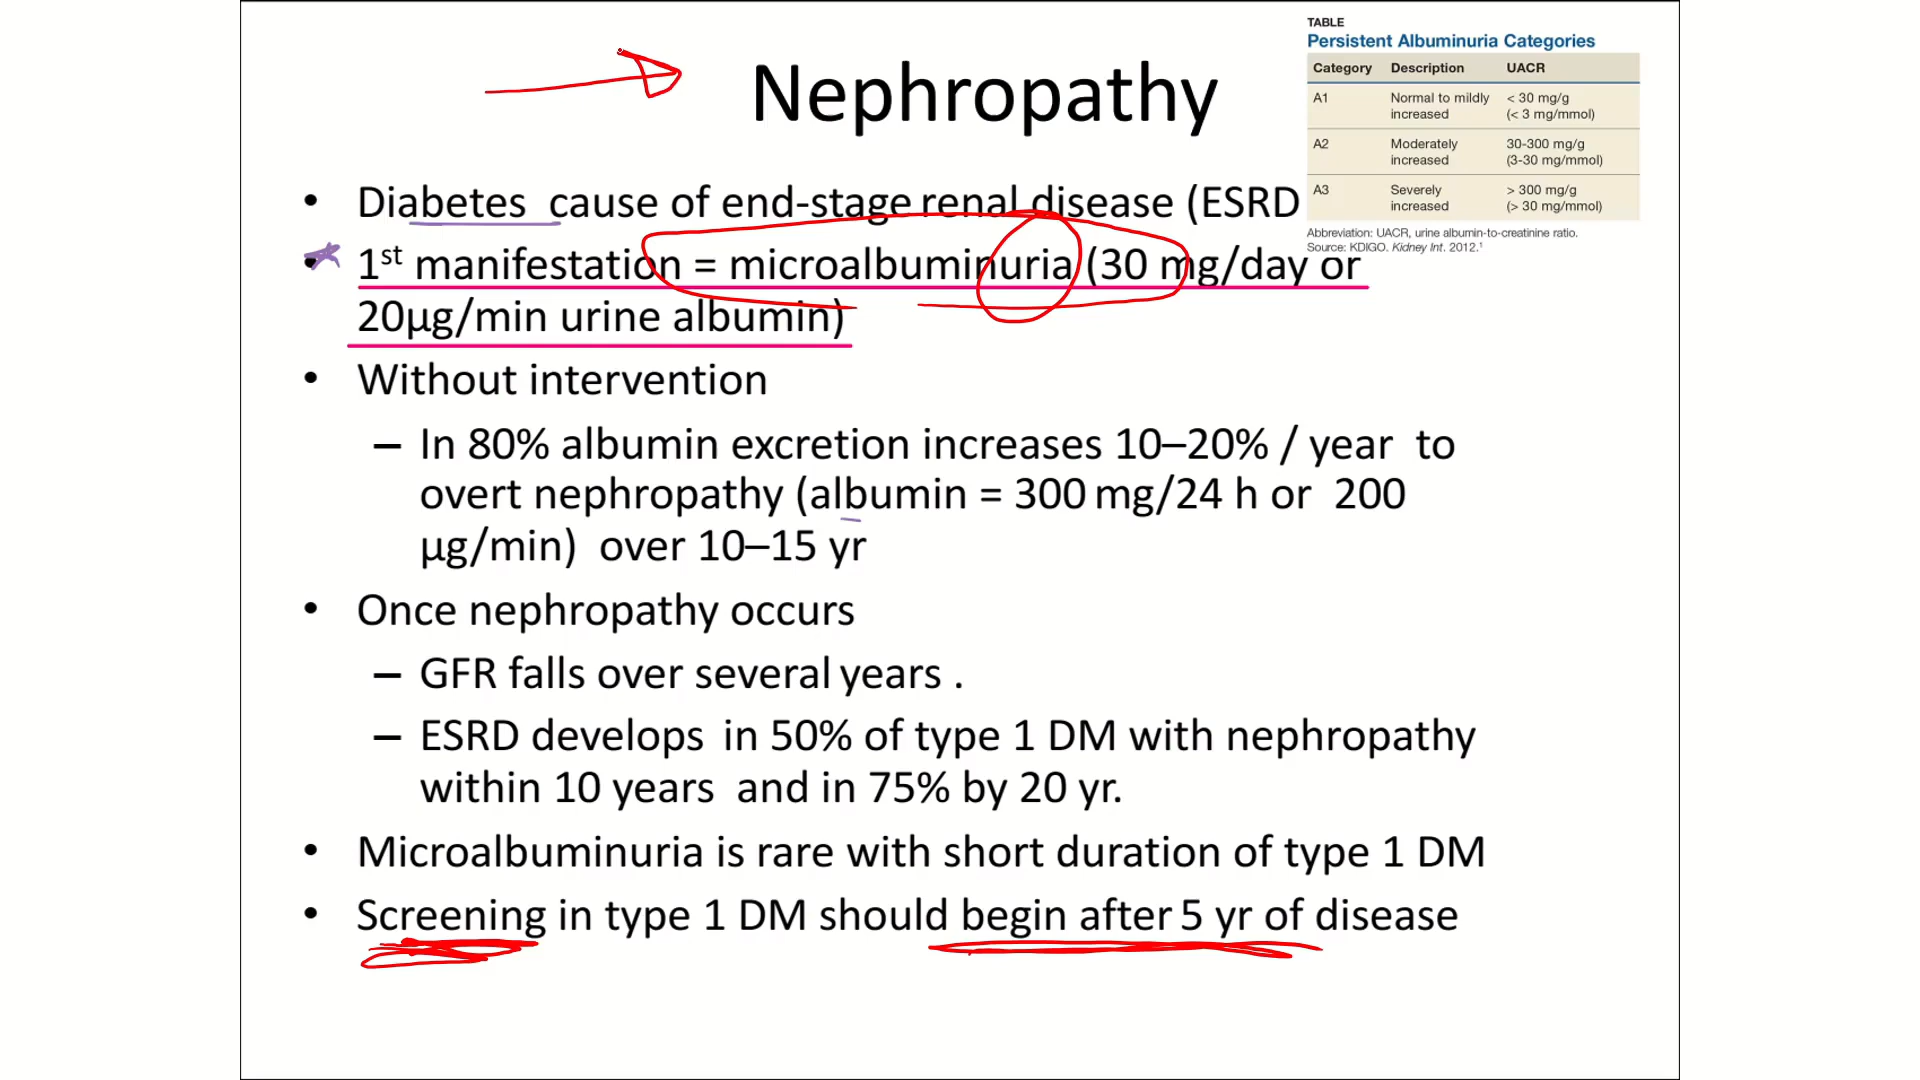 Nephropathy
TABLE
Persistent Albuminuria Categories
Category Description UACR
A1 Normal to mildly increased < 30 mg/g (< 3 mg/mmol)
A2 Moderately increased 30-300 mg/g (3-30 mg/mmol)
A3 Severely increased > 300 mg/g (> 30 mg/mmol)
Abbreviation: UACR, urine albumin-to-creatinine ratio.
Source: KDIGO. Kidney Int. 2012.¹
• Diabetes cause of end-stage renal disease (ESRD
• 1st manifestation = microalbuminuria (30 mg/day or
20µg/min urine albumin)
• Without intervention
– In 80% albumin excretion increases 10–20% / year to
overt nephropathy (albumin = 300 mg/24 h or 200
µg/min) over 10–15 yr
• Once nephropathy occurs
– GFR falls over several years .
– ESRD develops in 50% of type 1 DM with nephropathy
within 10 years and in 75% by 20 yr.
• Microalbuminuria is rare with short duration of type 1 DM
• Screening in type 1 DM should begin after 5 yr of disease